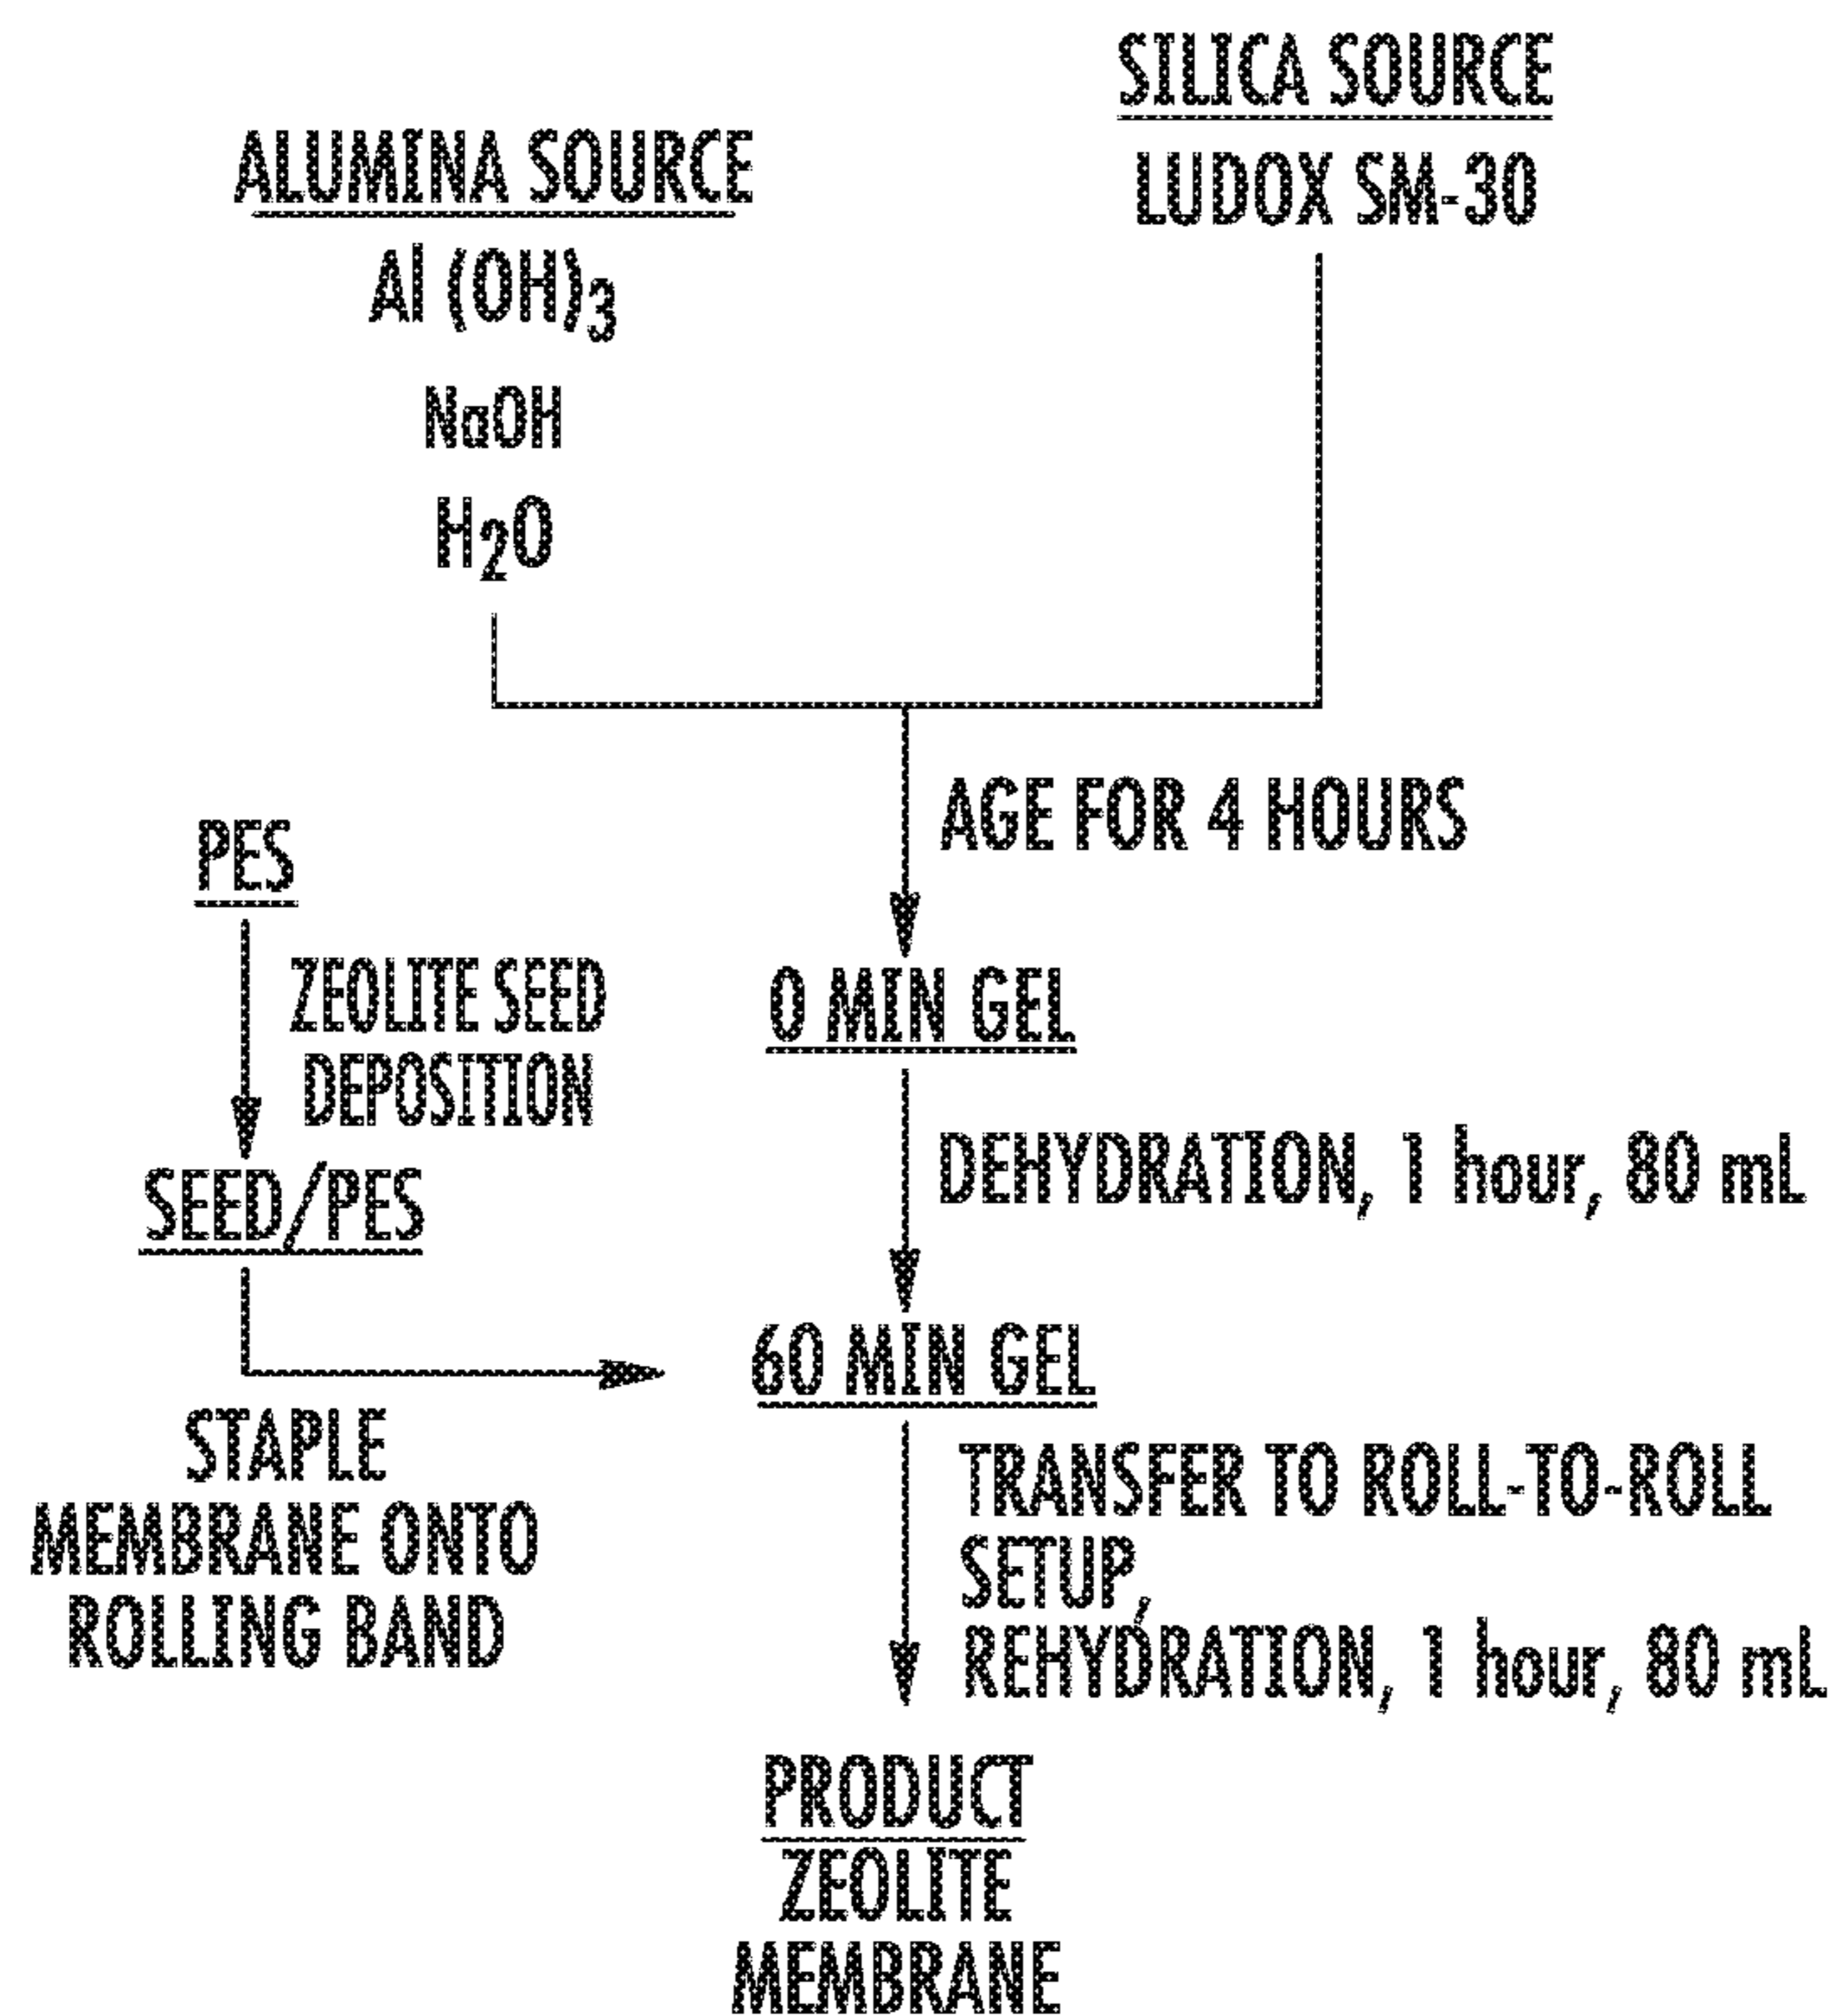 SILICA SOURCE
LUDOX SM-30
ALUMINA SOURCE
Al (OH)3
NaOH
H2O
AGE FOR 4 HOURS
PES
ZEOLITE SEED
DEPOSITION
0 MIN GEL
DEHYDRATION, 1 hour, 80 mL
SEED/PES
60 MIN GEL
STAPLE
MEMBRANE ONTO
ROLLING BAND
TRANSFER TO ROLL-TO-ROLL
SETUP,
REHYDRATION, 1 hour, 80 mL
PRODUCT
ZEOLITE
MEMBRANE